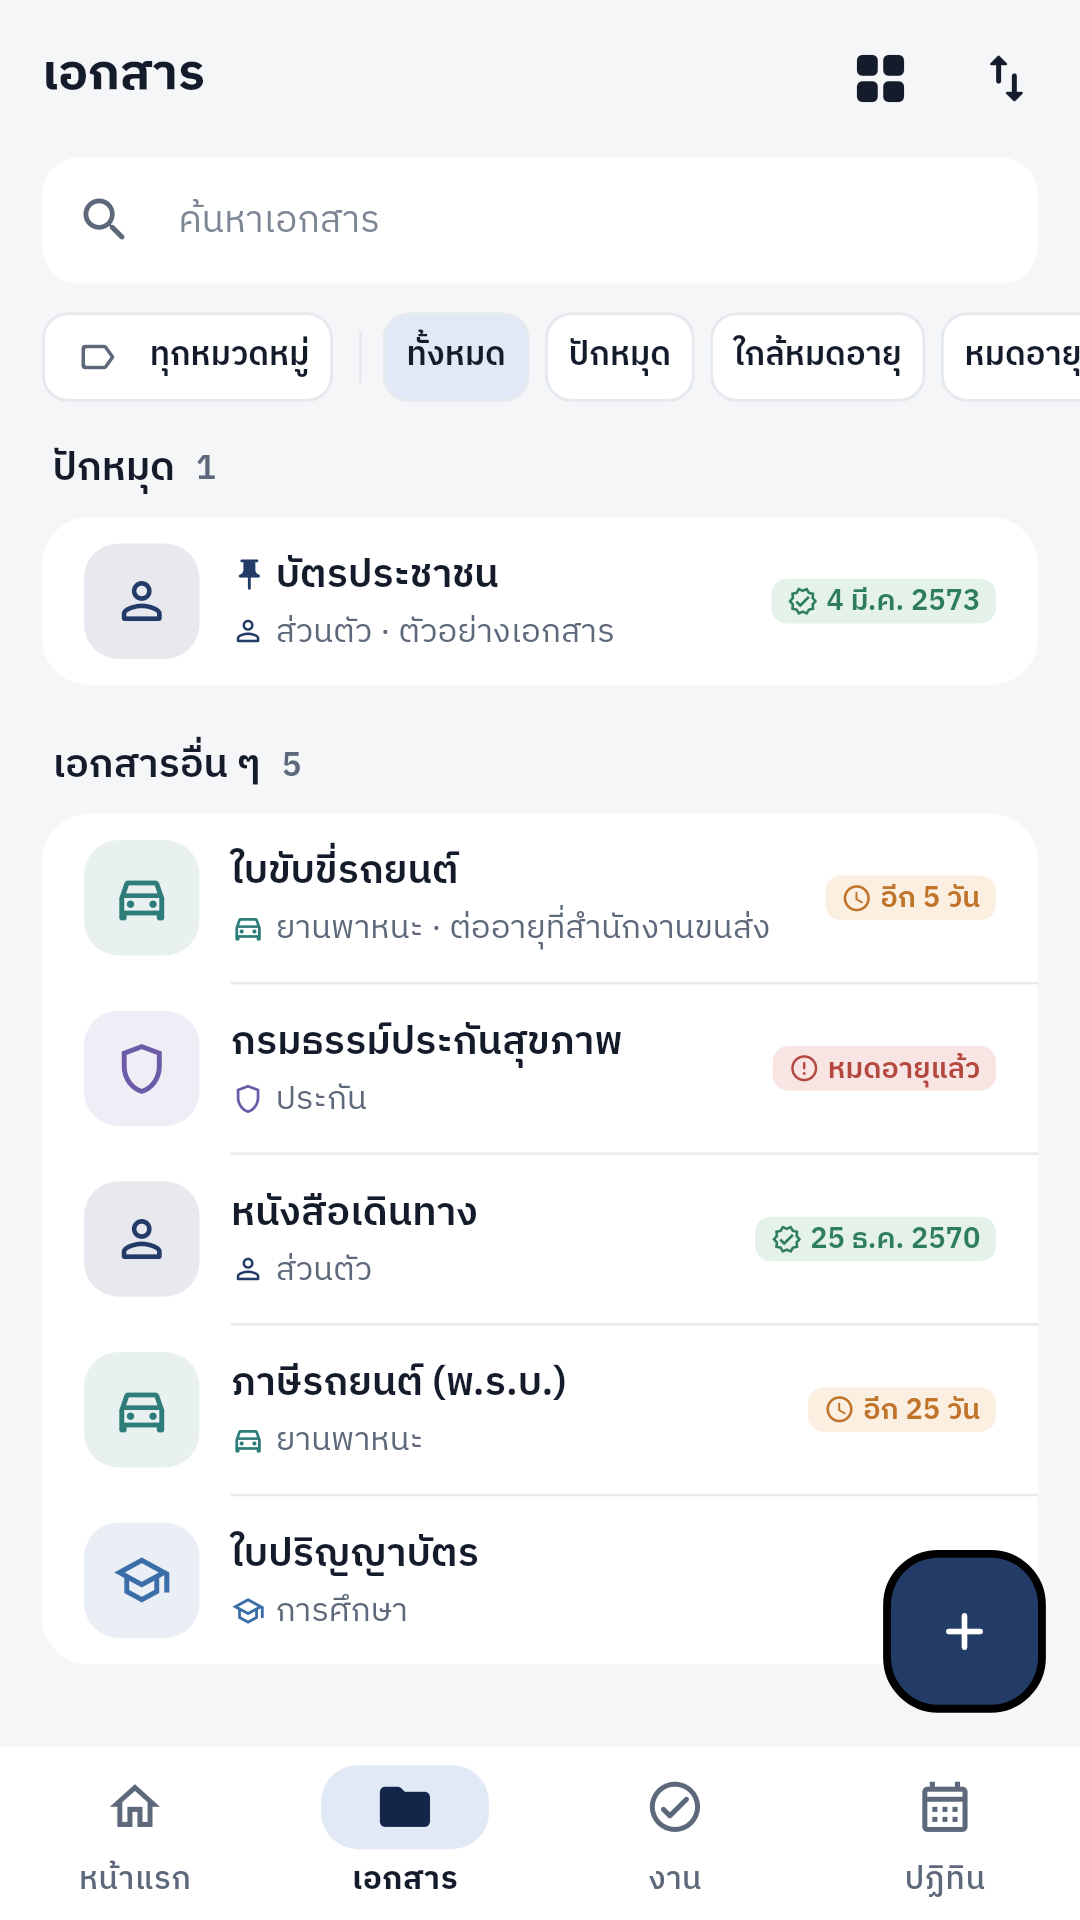 เอกสาร
ค้นหาเอกสาร
ทุกหมวดหมู่ ทั้งหมด ปักหมุด ใกล้หมดอายุ หมดอายุ
ปักหมุด 1
บัตรประชาชน
ส่วนตัว · ตัวอย่างเอกสาร
4 มี.ค. 2573
เอกสารอื่น ๆ 5
ใบขับขี่รถยนต์
ยานพาหนะ · ต่ออายุที่สำนักงานขนส่ง
อีก 5 วัน
กรมธรรม์ประกันสุขภาพ
ประกัน
หมดอายุแล้ว
หนังสือเดินทาง
ส่วนตัว
25 ธ.ค. 2570
ภาษีรถยนต์ (พ.ร.บ.)
ยานพาหนะ
อีก 25 วัน
ใบปริญญาบัตร
การศึกษา
หน้าแรก เอกสาร งาน ปฏิทิน